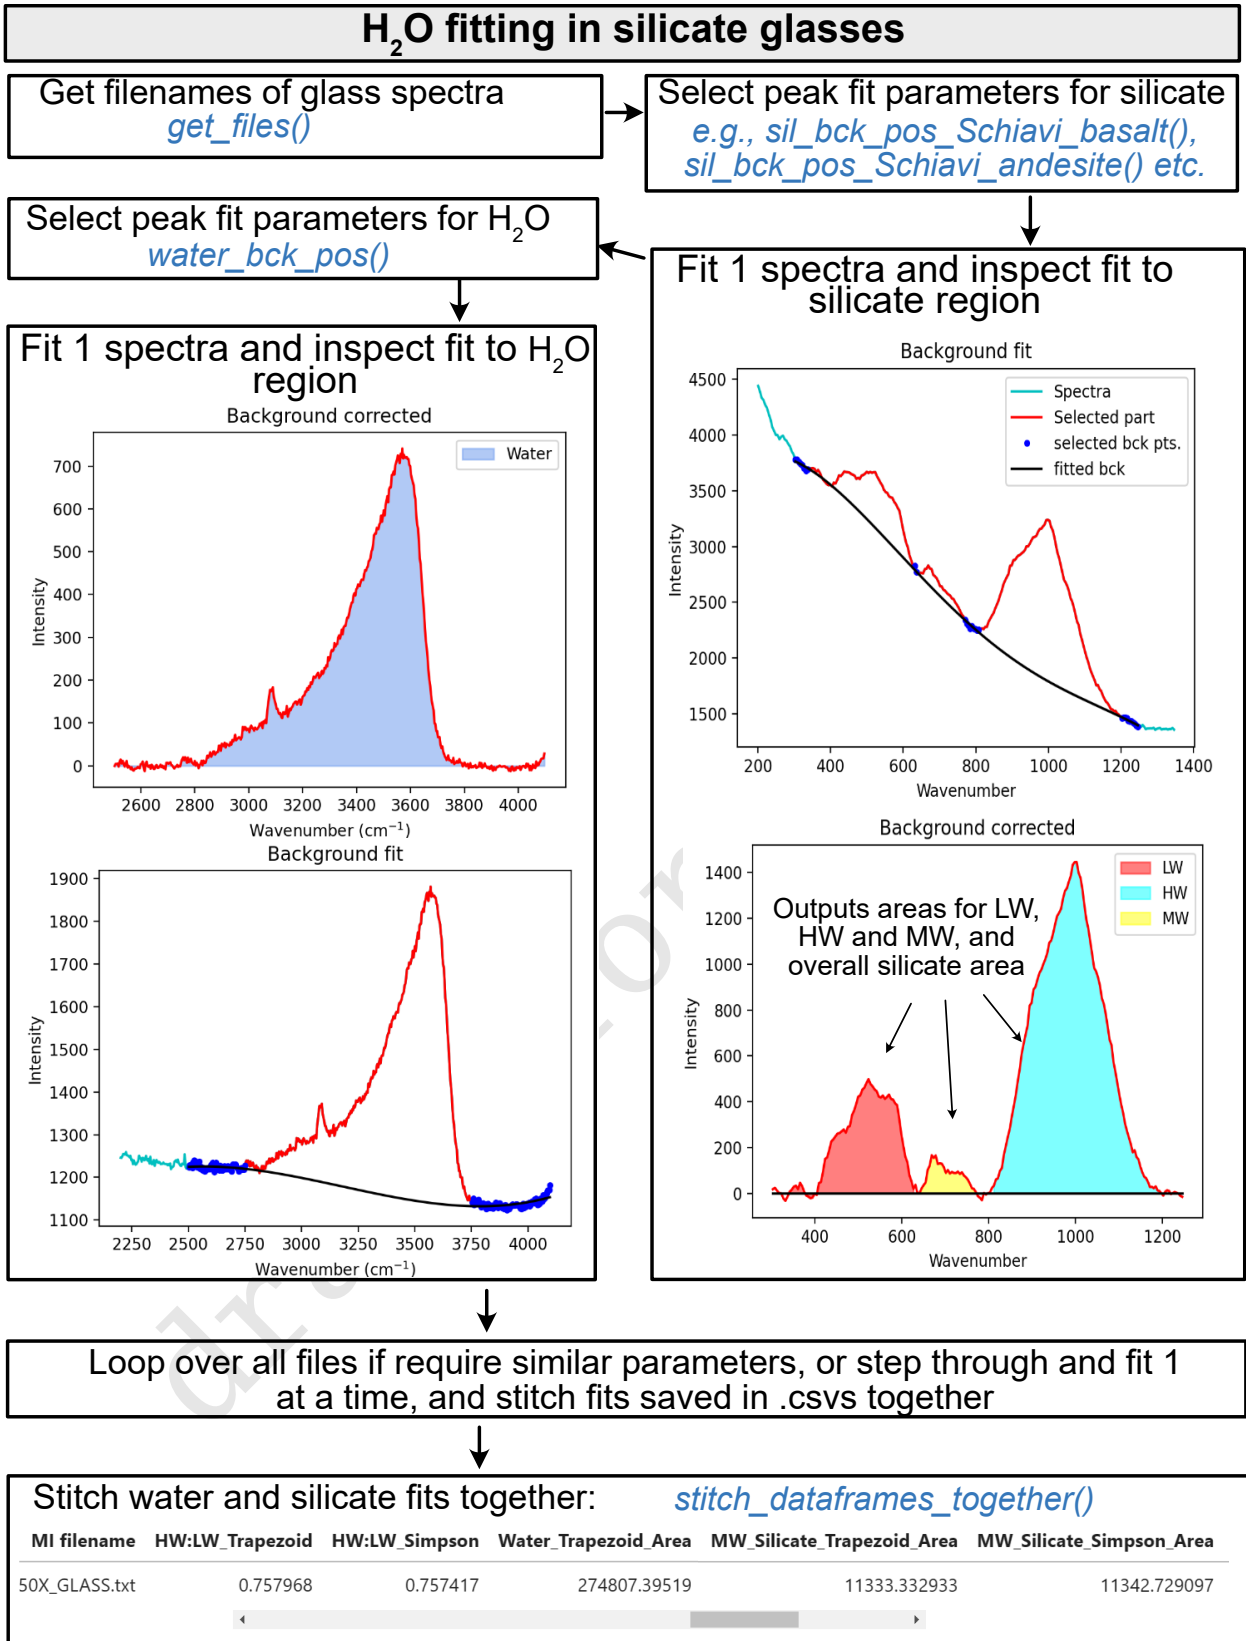 H2O fitting in silicate glasses
Get filenames of glass spectra
get_files()
Select peak fit parameters for silicate
e.g., sil_bck_pos_Schiavi_basalt(),
sil_bck_pos_Schiavi_andesite() etc.
Select peak fit parameters for H2O
water_bck_pos()
Fit 1 spectra and inspect fit to
silicate region
Background fit
4500
4000
3500
3000
2500
2000
1500
Intensity
Spectra
Selected part
selected bck pts.
fitted bck
200 400 600 800 1000 1200 1400
Wavenumber
Background corrected
1400
1200
1000
800
600
400
200
0
Intensity
LW
HW
MW
Outputs areas for LW,
HW and MW, and
overall silicate area
400 600 800 1000 1200
Wavenumber
Fit 1 spectra and inspect fit to H2O
region
Background corrected
700
600
500
400
300
200
100
0
Intensity
Water
2600 2800 3000 3200 3400 3600 3800 4000
Wavenumber (cm⁻¹)
Background fit
1900
1800
1700
1600
1500
1400
1300
1200
1100
Intensity
2250 2500 2750 3000 3250 3500 3750 4000
Wavenumber (cm⁻¹)
Loop over all files if require similar parameters, or step through and fit 1
at a time, and stitch fits saved in .csvs together
Stitch water and silicate fits together: stitch_dataframes_together()
MI filename HW:LW_Trapezoid HW:LW_Simpson Water_Trapezoid_Area MW_Silicate_Trapezoid_Area MW_Silicate_Simpson_Area
50X_GLASS.txt 0.757968 0.757417 274807.39519 11333.332933 11342.729097